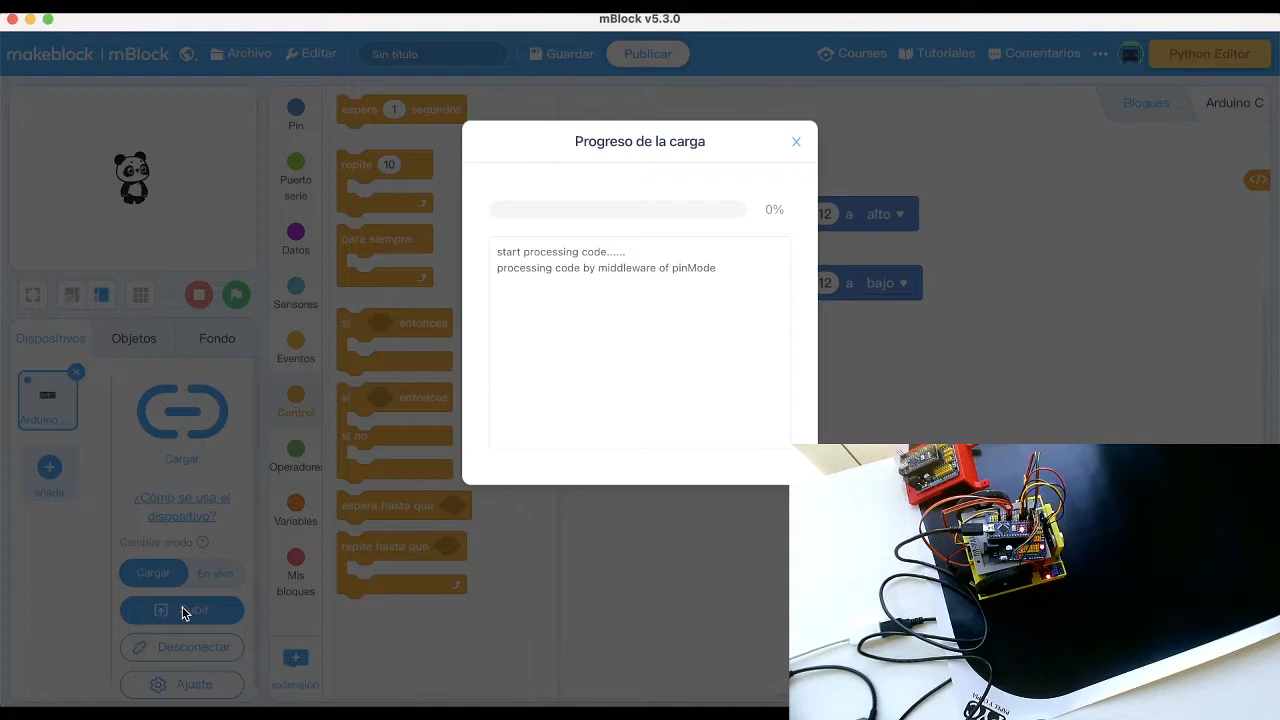 mBlock v5.3.0
makeblock | mBlock
Archivo
Editar
Sin título
Guardar
Publicar
Courses
Tutoriales
Comentarios
Python Editor
Pin
Puerto
serie
Datos
Sensores
Eventos
Control
Operadores
Variables
Mis
bloques
extensión
espera 1 segundos
repite 10
para siempre
si entonces
si entonces
si no
espera hasta que
repite hasta que
Progreso de la carga
X
0%
start processing code......
processing code by middleware of pinMode
Bloques
Arduino C
12 a alto
12 a bajo
Dispositivos
Objetos
Fondo
Arduino ...
añadir
Cargar
¿Cómo se usa el
dispositivo?
Cambiar modo ?
Cargar
En vivo
Desconectar
Ajuste